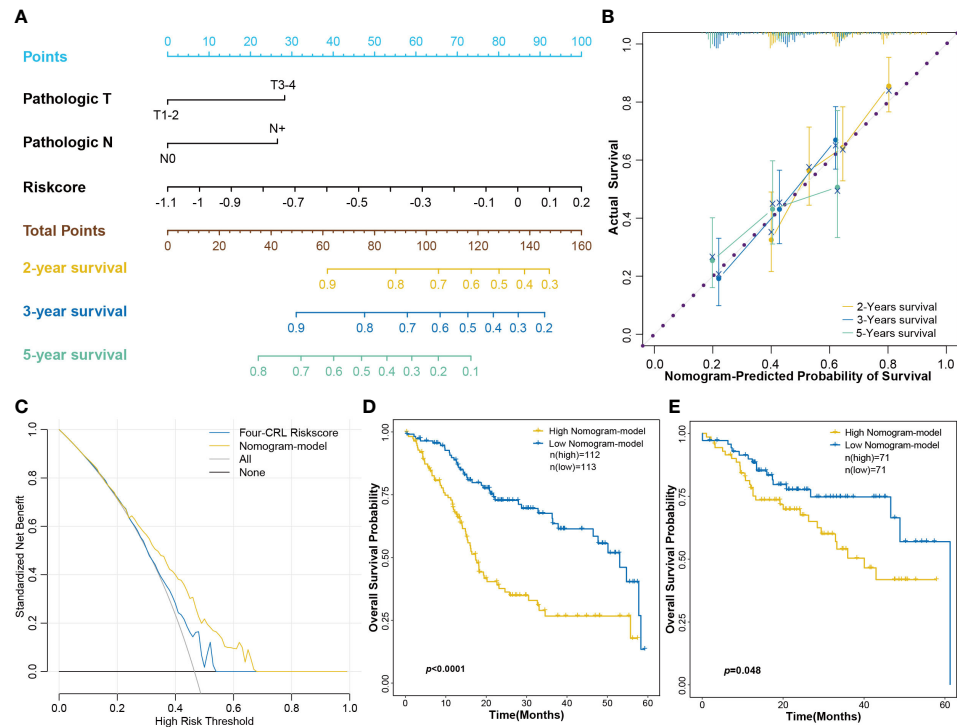 A
Points
0 10 20 30 40 50 60 70 80 90 100
Pathologic T
T3-4
T1-2
Pathologic N
N+
N0
Riskcore
-1.1 -1 -0.9 -0.7 -0.5 -0.3 -0.1 0 0.1 0.2
Total Points
0 20 40 60 80 100 120 140 160
2-year survival
0.9 0.8 0.7 0.6 0.5 0.4 0.3
3-year survival
0.9 0.8 0.7 0.6 0.5 0.4 0.3 0.2
5-year survival
0.8 0.7 0.6 0.5 0.4 0.3 0.2 0.1
B
Actual Survival
1.0
0.8
0.6
0.4
0.2
0.0
2-Years survival
3-Years survival
5-Years survival
0.0 0.2 0.4 0.6 0.8 1.0
Nomogram-Predicted Probability of Survival
C
Standardized Net Benefit
1.0
0.8
0.6
0.4
0.2
0.0
Four-CRL Riskscore
Nomogram-model
All
None
0.0 0.2 0.4 0.6 0.8 1.0
High Risk Threshold
D
Overall Survival Probability
1.00
0.75
0.50
0.25
0.00
High Nomogram-model
Low Nomogram-model
n(high)=112
n(low)=113
p<0.0001
0 10 20 30 40 50 60
Time(Months)
E
Overall Survival Probability
1.00
0.75
0.50
0.25
0.00
High Nomogram-model
Low Nomogram-model
n(high)=71
n(low)=71
p=0.048
0 20 40 60
Time(Months)